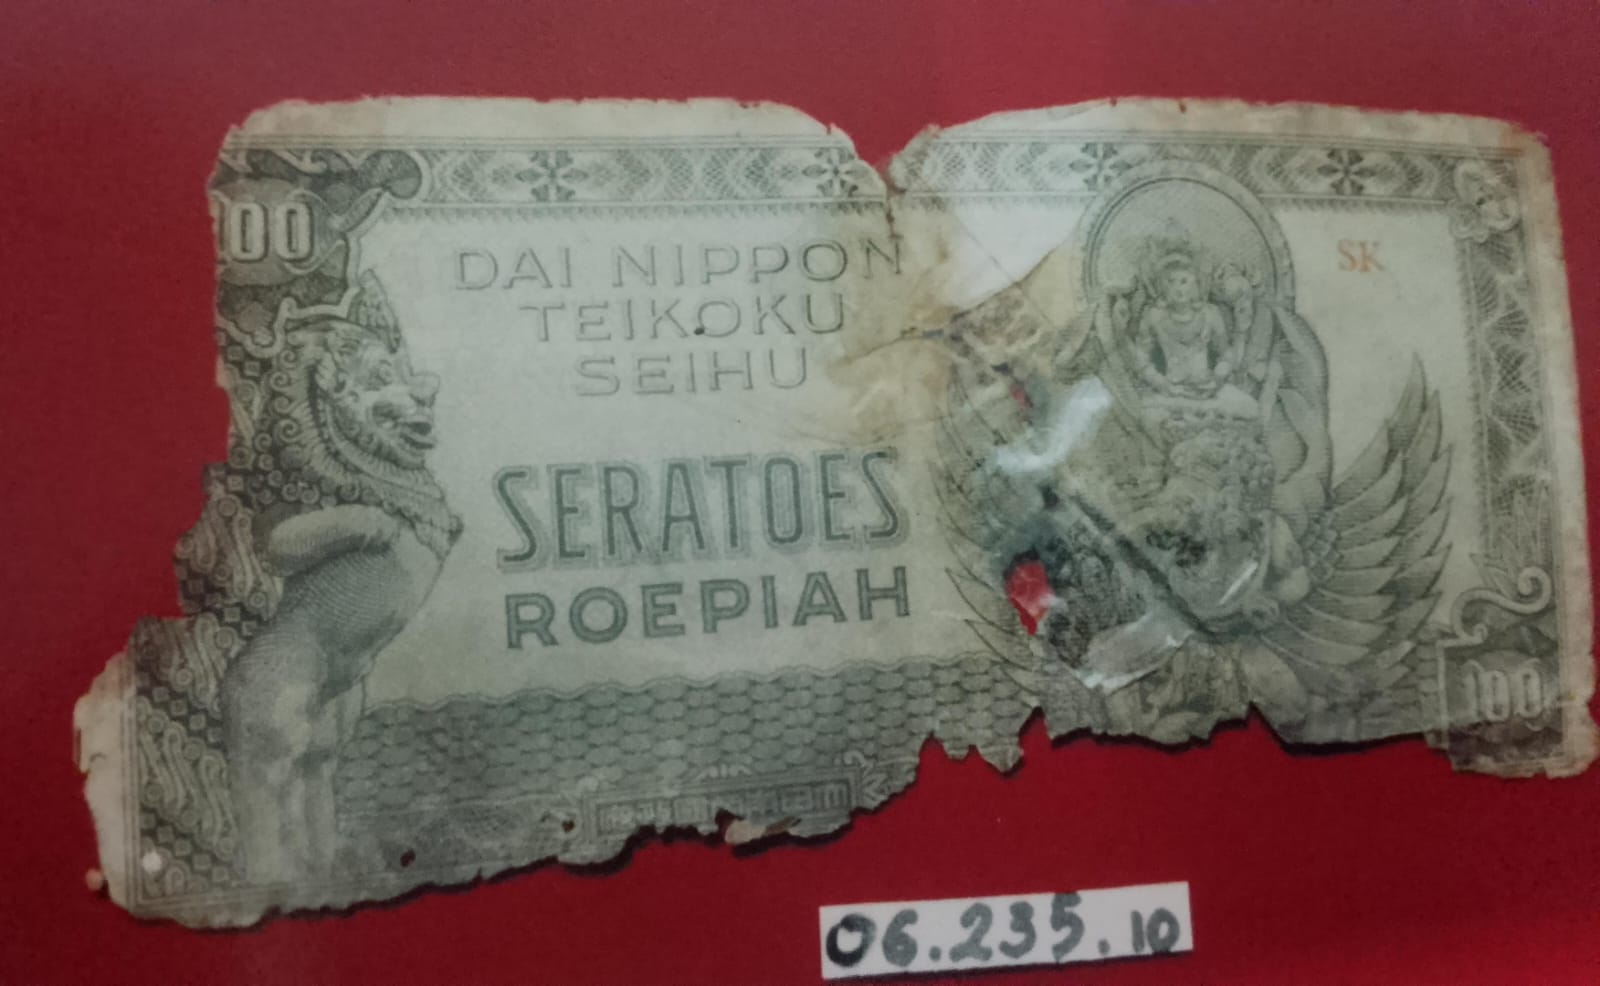 100
DAI NIPPON
TEIKOKU
SEIHU
SK
SERATOES
ROEPIAH
100
06.235.10